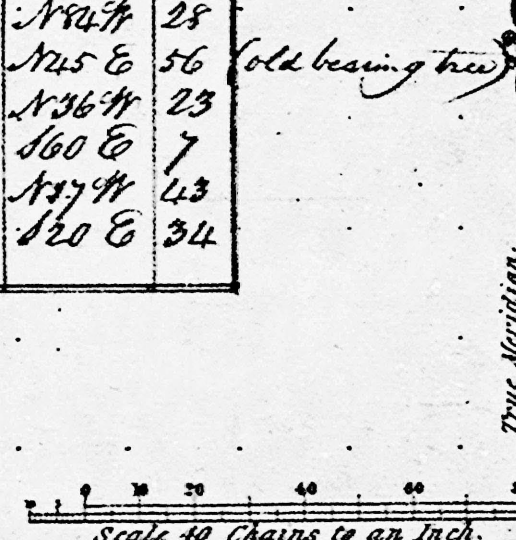 N84W 28
N45 E 56 (old bearing tree)
N36W 23
S60 E 7
N37W 43
S20 E 34
True Meridian.
0 10 20 40 60
Scale 40 Chains to an Inch.